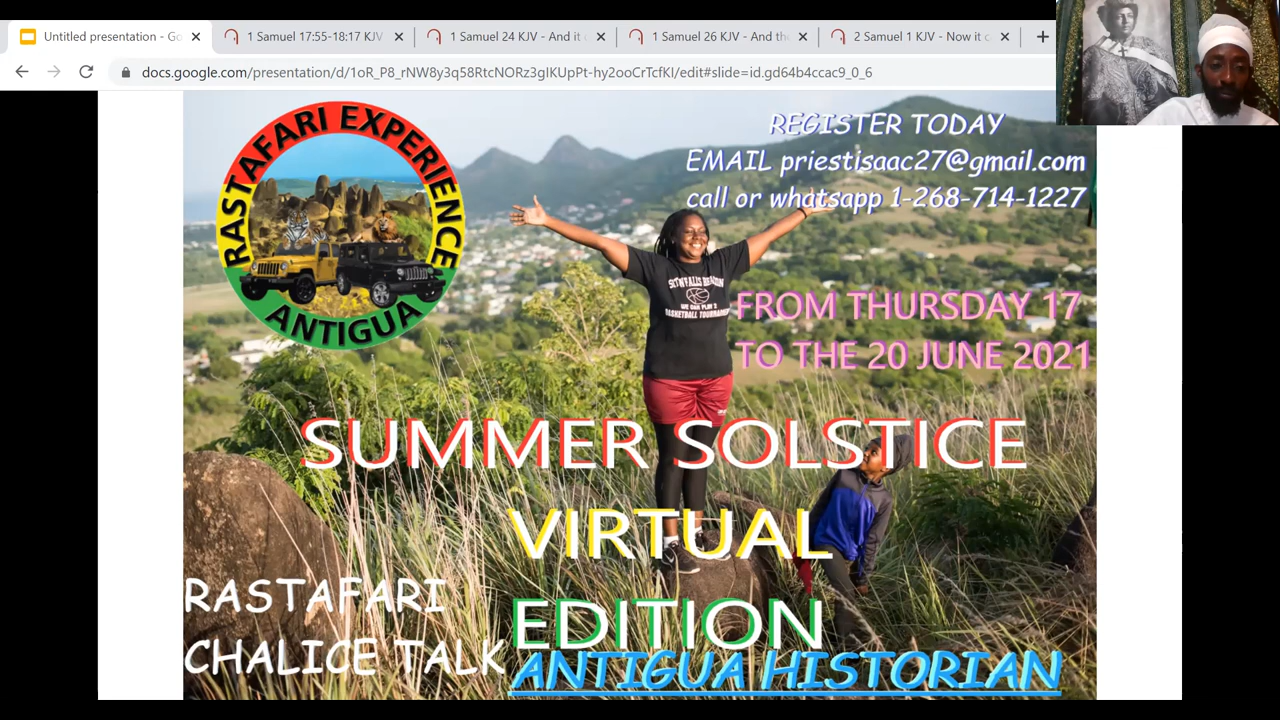 Untitled presentation - Go
1 Samuel 17:55-18:17 KJV
1 Samuel 24 KJV - And it c
1 Samuel 26 KJV - And the
2 Samuel 1 KJV - Now it c
docs.google.com/presentation/d/1oR_P8_rNW8y3q58RtcNORz3gIKUpPt-hy2ooCrTcfKI/edit#slide=id.gd64b4ccac9_0_6
RASTAFARI EXPERIENCE
ANTIGUA
REGISTER TODAY
EMAIL priestisaac27@gmail.com
call or whatsapp 1-268-714-1227
BASKETBALL TOURNAMENT
FROM THURSDAY 17
TO THE 20 JUNE 2021
SUMMER SOLSTICE
VIRTUAL
EDITION
RASTAFARI
CHALICE TALK
ANTIGUA HISTORIAN